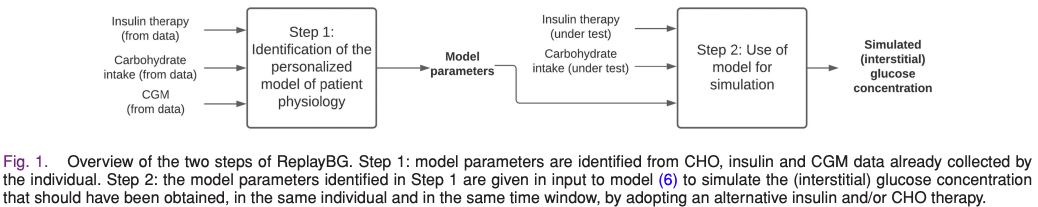 Insulin therapy
(from data)
Carbohydrate
intake (from data)
CGM
(from data)
Step 1:
Identification of the
personalized
model of patient
physiology
Model
parameters
Insulin therapy
(under test)
Carbohydrate
intake (under test)
Step 2: Use of
model for
simulation
Simulated
(interstitial)
glucose
concentration
Fig. 1. Overview of the two steps of ReplayBG. Step 1: model parameters are identified from CHO, insulin and CGM data already collected by
the individual. Step 2: the model parameters identified in Step 1 are given in input to model (6) to simulate the (interstitial) glucose concentration
that should have been obtained, in the same individual and in the same time window, by adopting an alternative insulin and/or CHO therapy.